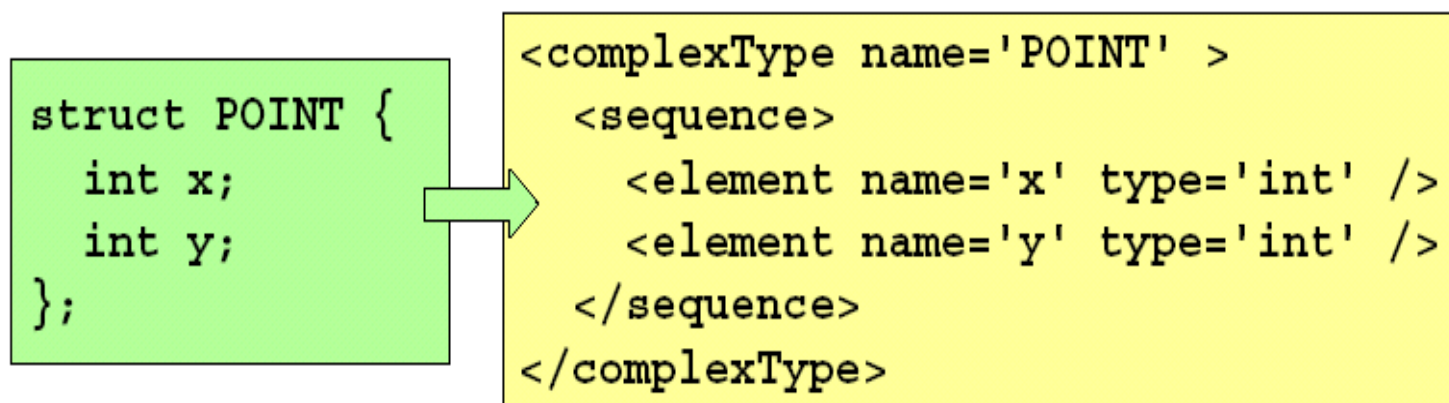 struct POINT {
  int x;
  int y;
};
<complexType name='POINT' >
  <sequence>
    <element name='x' type='int' />
    <element name='y' type='int' />
  </sequence>
</complexType>